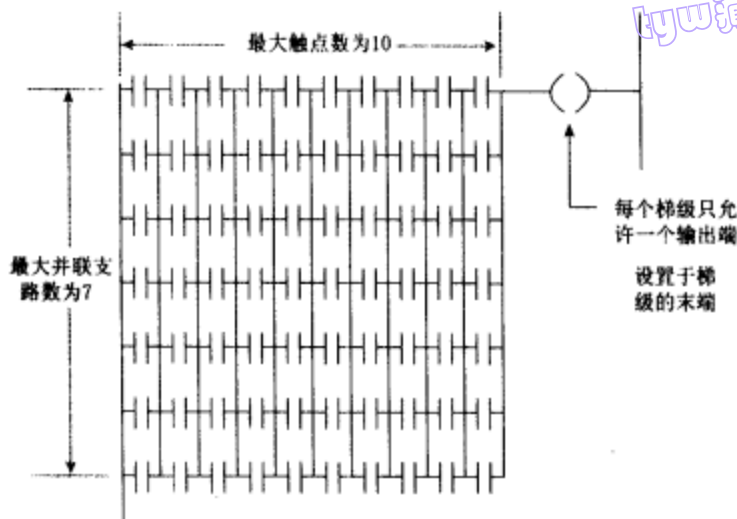 最大触点数为10
每个梯级只允
许一个输出端
最大并联支
路数为7
设置于梯
级的末端